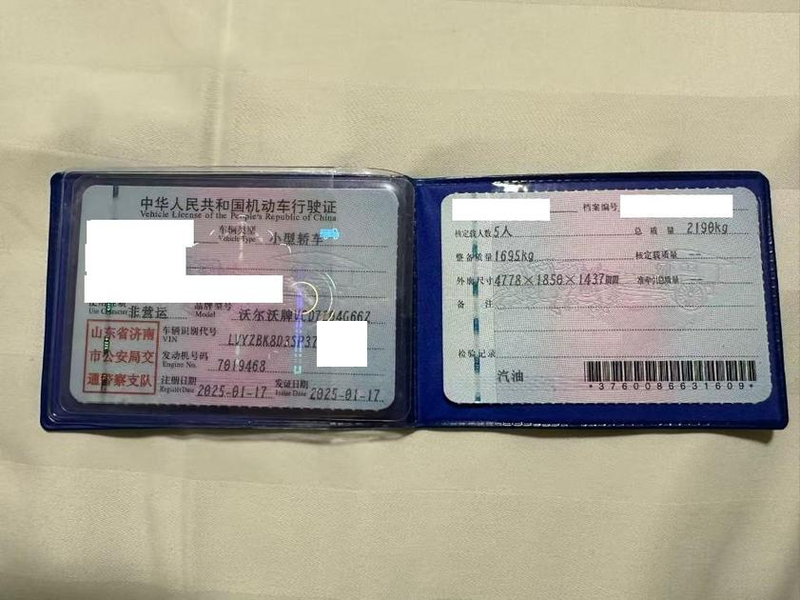 中华人民共和国机动车行驶证
Vehicle License of the People's Republic of China
车辆类型 小型轿车
Vehicle Type
非营运
品牌型号 沃尔沃牌
Use Character
Model
山东省济南
市公安局交
通警察支队
车辆识别代号
VIN LVYZBK8D3SP37
发动机号码 7019468
Engine No.
注册日期 2025-01-17
Register Date
发证日期 2025-01-17
Issue Date
档案编号
核定载人数 5人
总质量 2190kg
整备质量 1695kg
核定载质量 --
外廓尺寸 4778×1850×1437mm
准牵引总质量 --
备注
检验记录
汽油
*3760086631609*